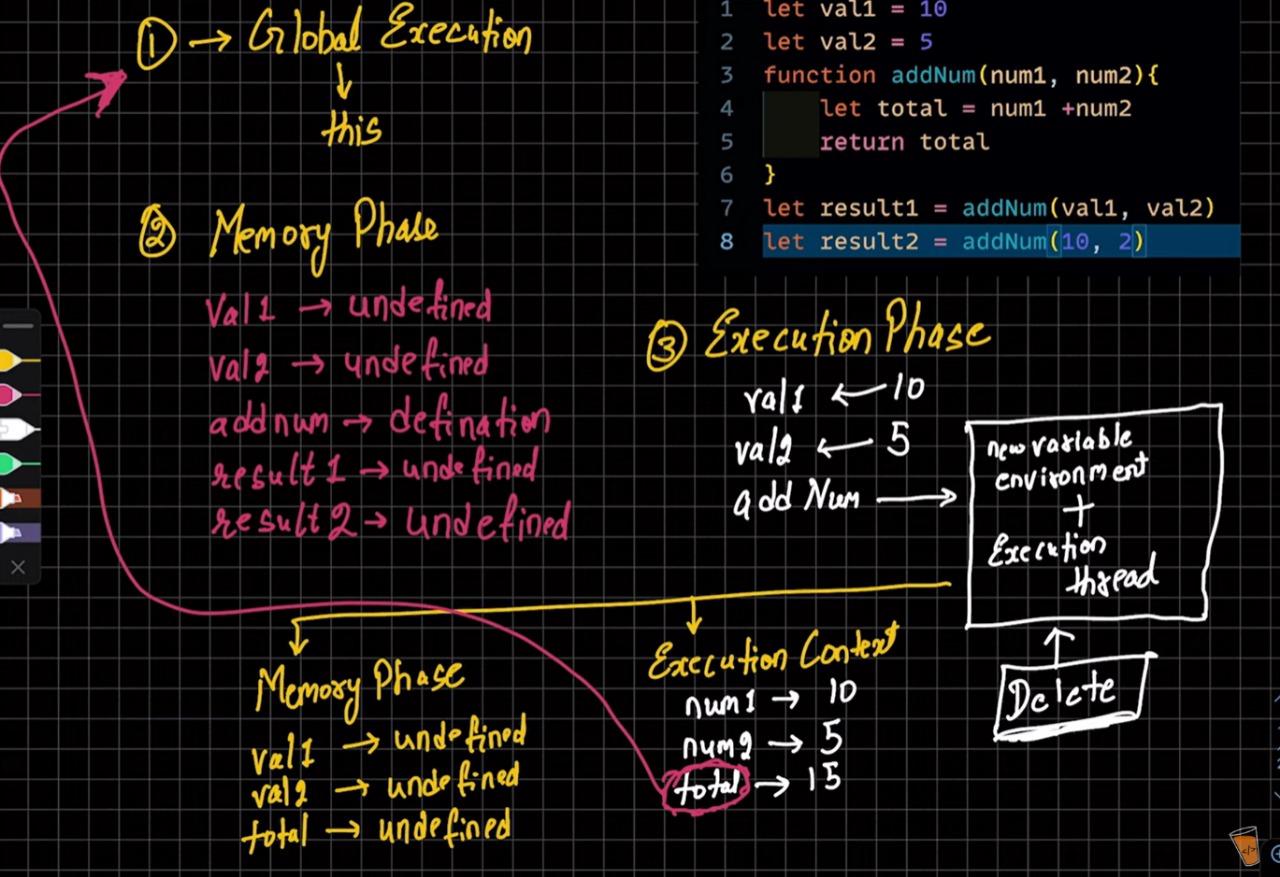 ① → Global Execution
↓
this
1 let val1 = 10
2 let val2 = 5
3 function addNum(num1, num2){
4 let total = num1 +num2
5 return total
6 }
7 let result1 = addNum(val1, val2)
8 let result2 = addNum(10, 2)
② Memory Phase
Val1 → undefined
val2 → undefined
addnum → defination
result1 → undefined
result2 → undefined
③ Execution Phase
val1 ← 10
val2 ← 5
add Num →
new variable
environment
+
Execution
thread
Delete
Memory Phase
val1 → undefined
val2 → undefined
total → undefined
Execution Context
num1 → 10
num2 → 5
total → 15